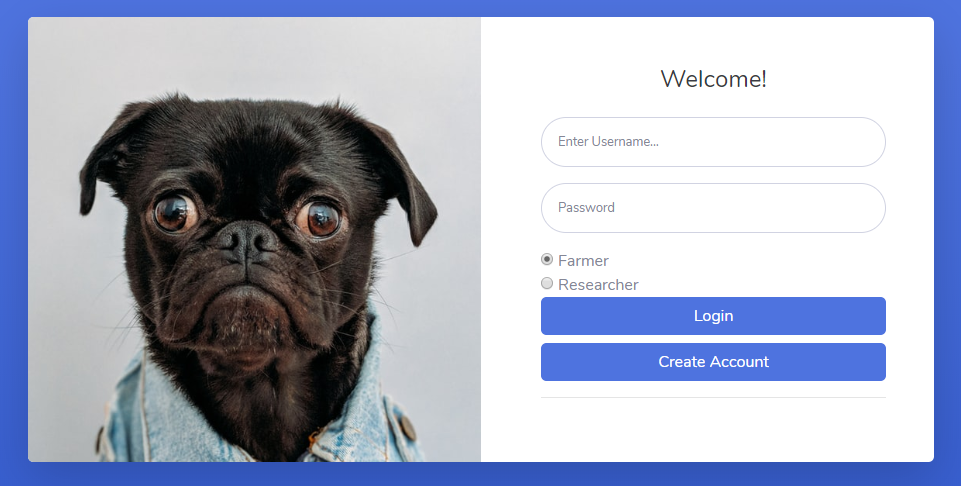 Welcome!
Enter Username...
Password
Farmer
Researcher
Login
Create Account